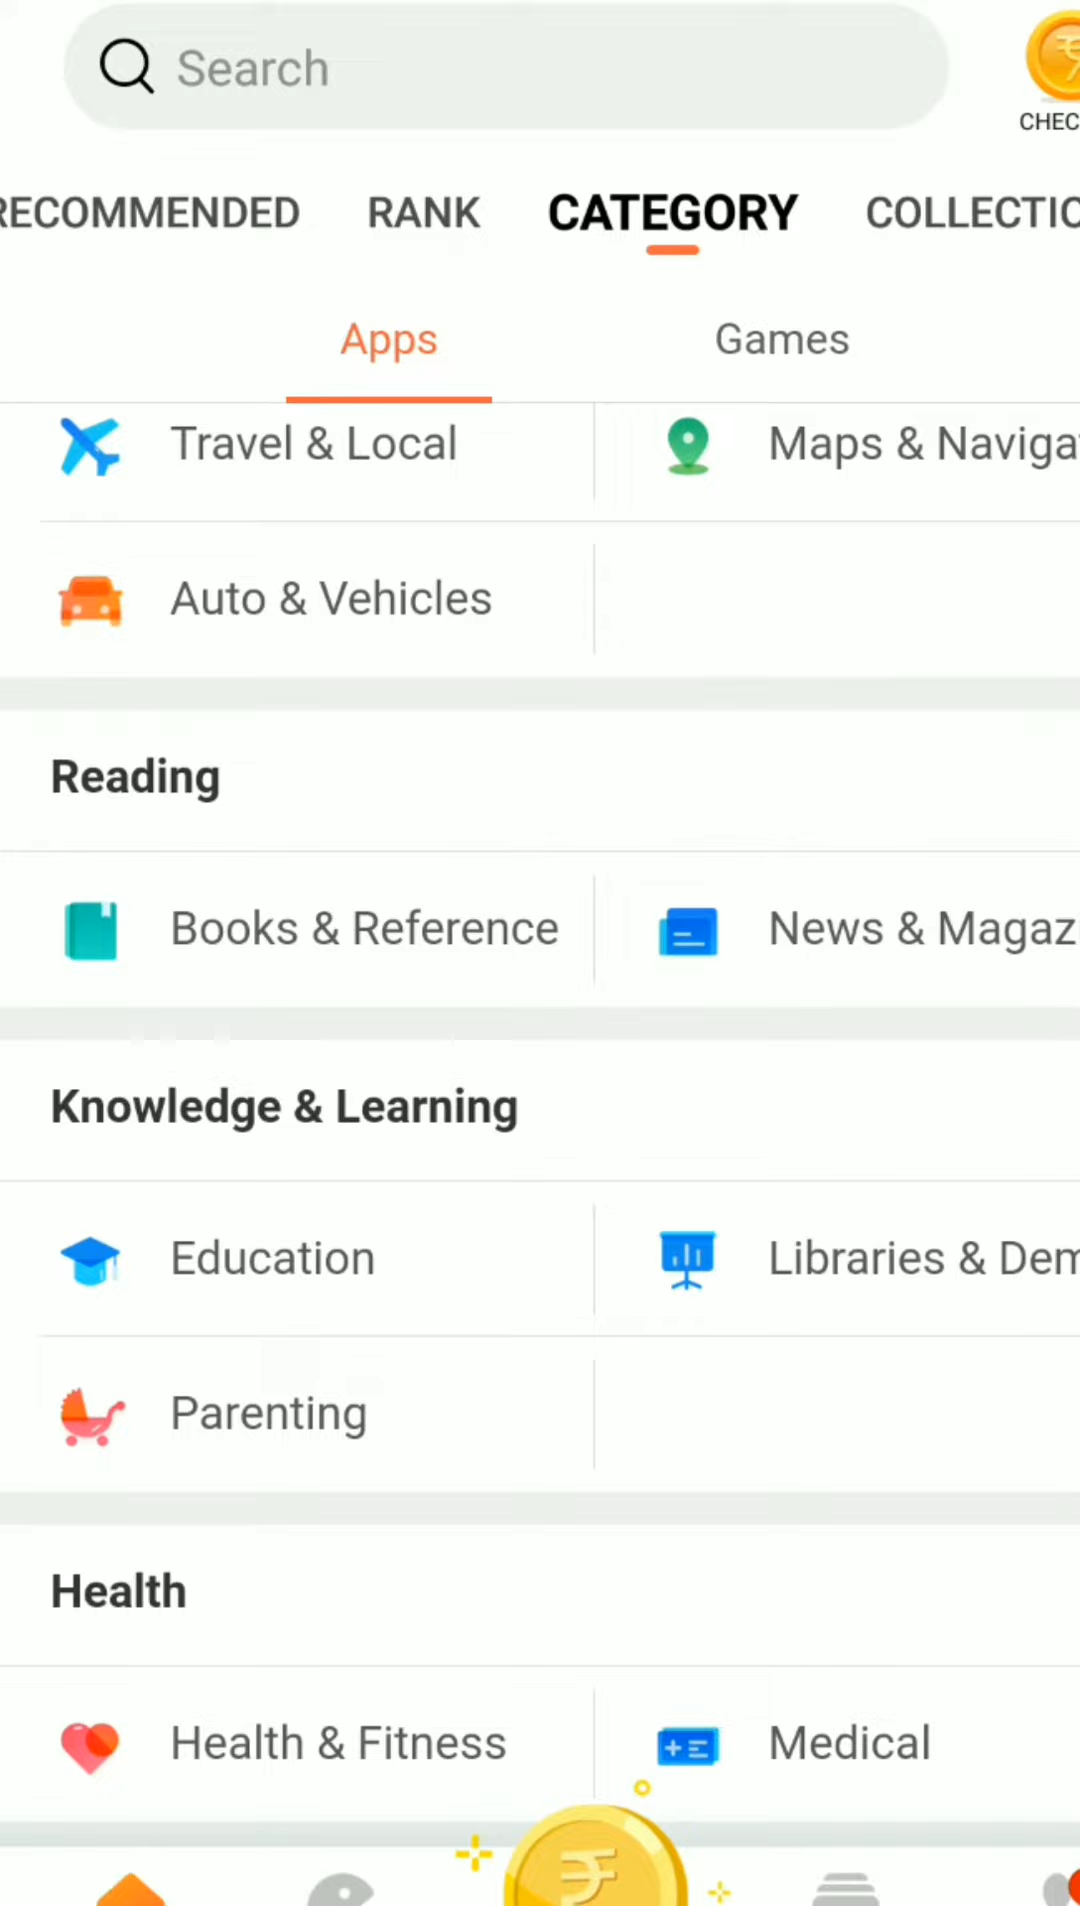 Search
CHEC
RECOMMENDED RANK CATEGORY COLLECTIO
Apps Games
Travel & Local Maps & Naviga
Auto & Vehicles
Reading
Books & Reference News & Magaz
Knowledge & Learning
Education Libraries & Dem
Parenting
Health
Health & Fitness Medical